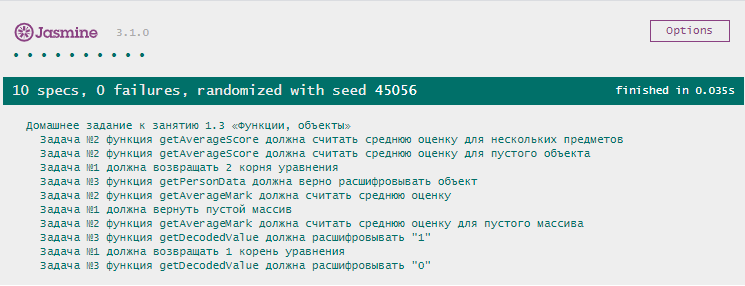 Jasmine 3.1.0 Options
• • • • • • • • • •
10 specs, 0 failures, randomized with seed 45056 finished in 0.035s
Домашнее задание к занятию 1.3 «Функции, объекты»
Задача №2 функция getAverageScore должна считать среднюю оценку для нескольких предметов
Задача №2 функция getAverageScore должна считать среднюю оценку для пустого объекта
Задача №1 должна возвращать 2 корня уравнения
Задача №3 функция getPersonData должна верно расшифровывать объект
Задача №2 функция getAverageMark должна считать среднюю оценку
Задача №1 должна вернуть пустой массив
Задача №2 функция getAverageMark должна считать среднюю оценку для пустого массива
Задача №3 функция getDecodedValue должна расшифровывать "1"
Задача №1 должна возвращать 1 корень уравнения
Задача №3 функция getDecodedValue должна расшифровывать "0"